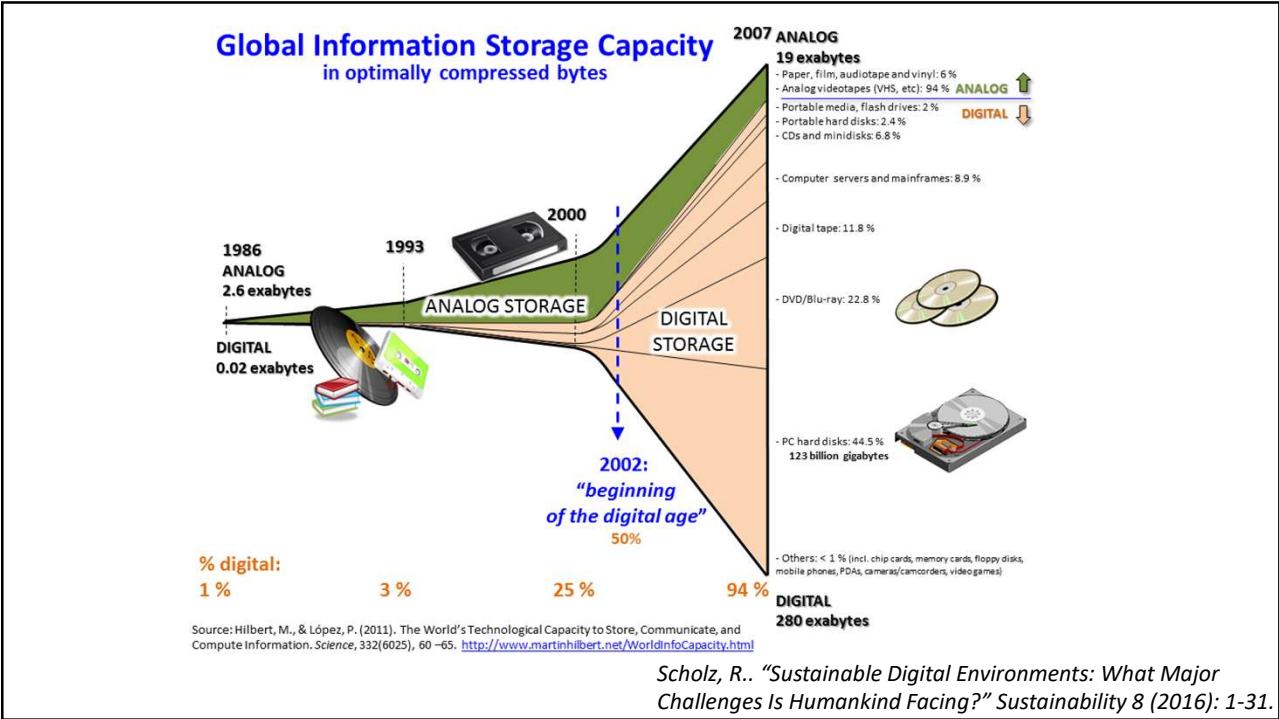 Global Information Storage Capacity
in optimally compressed bytes
2007 ANALOG
19 exabytes
- Paper, film, audiotape and vinyl: 6 %
- Analog videotapes (VHS, etc): 94 %
ANALOG
- Portable media, flash drives: 2 %
DIGITAL
- Portable hard disks: 2.4 %
- CDs and minidisks: 6.8 %
- Computer servers and mainframes: 8.9 %
- Digital tape: 11.8 %
- DVD/Blu-ray: 22.8 %
- PC hard disks: 44.5 %
123 billion gigabytes
- Others: < 1 % (incl. chip cards, memory cards, floppy disks,
mobile phones, PDAs, cameras/camcorders, video games)
DIGITAL
280 exabytes
1986
ANALOG
2.6 exabytes
DIGITAL
0.02 exabytes
1993
2000
ANALOG STORAGE
DIGITAL
STORAGE
2002:
“beginning
of the digital age”
50%
% digital:
1 %
3 %
25 %
94 %
Source: Hilbert, M., & López, P. (2011). The World’s Technological Capacity to Store, Communicate, and
Compute Information. Science, 332(6025), 60 –65. http://www.martinhilbert.net/WorldInfoCapacity.html
Scholz, R.. “Sustainable Digital Environments: What Major
Challenges Is Humankind Facing?” Sustainability 8 (2016): 1-31.